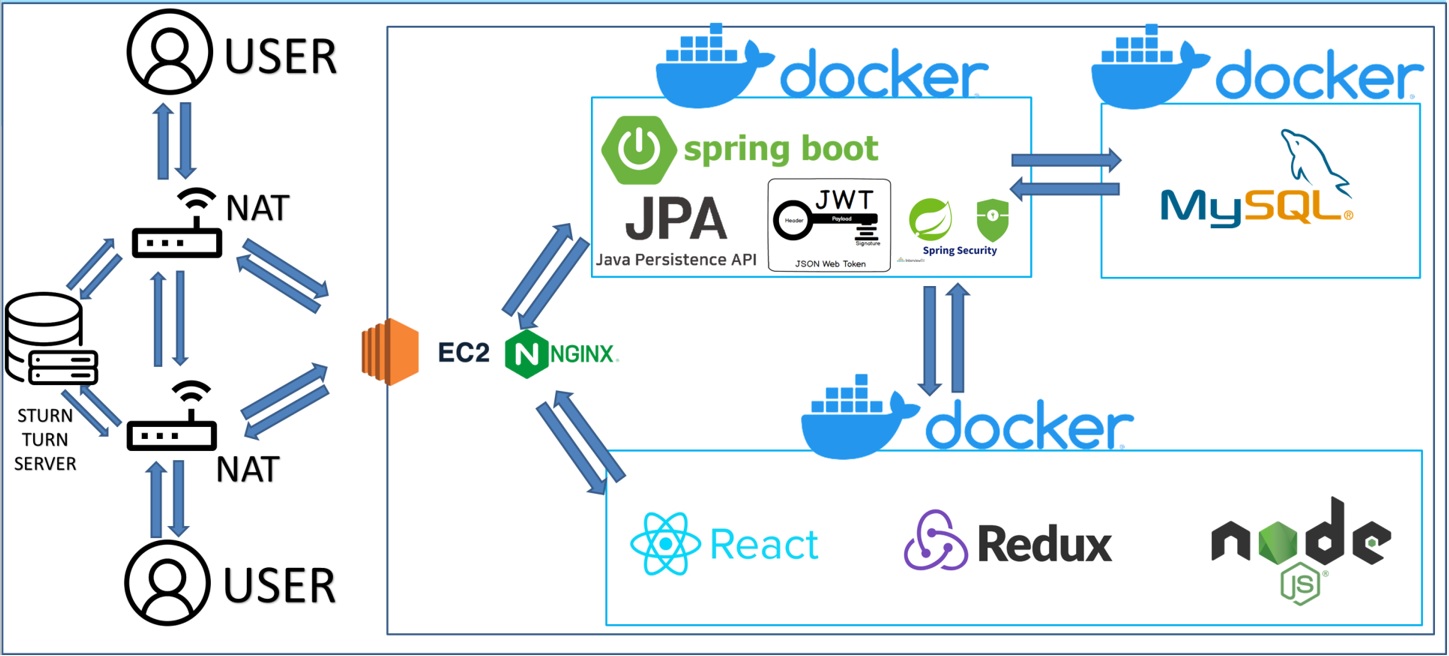 USER
NAT
STURN
TURN
SERVER
NAT
USER
EC2
NGINX
docker
spring boot
JPA
Java Persistence API
JWT
Header
Payload
Signature
JSON Web Token
Spring Security
docker
MySQL
docker
React
Redux
node
JS